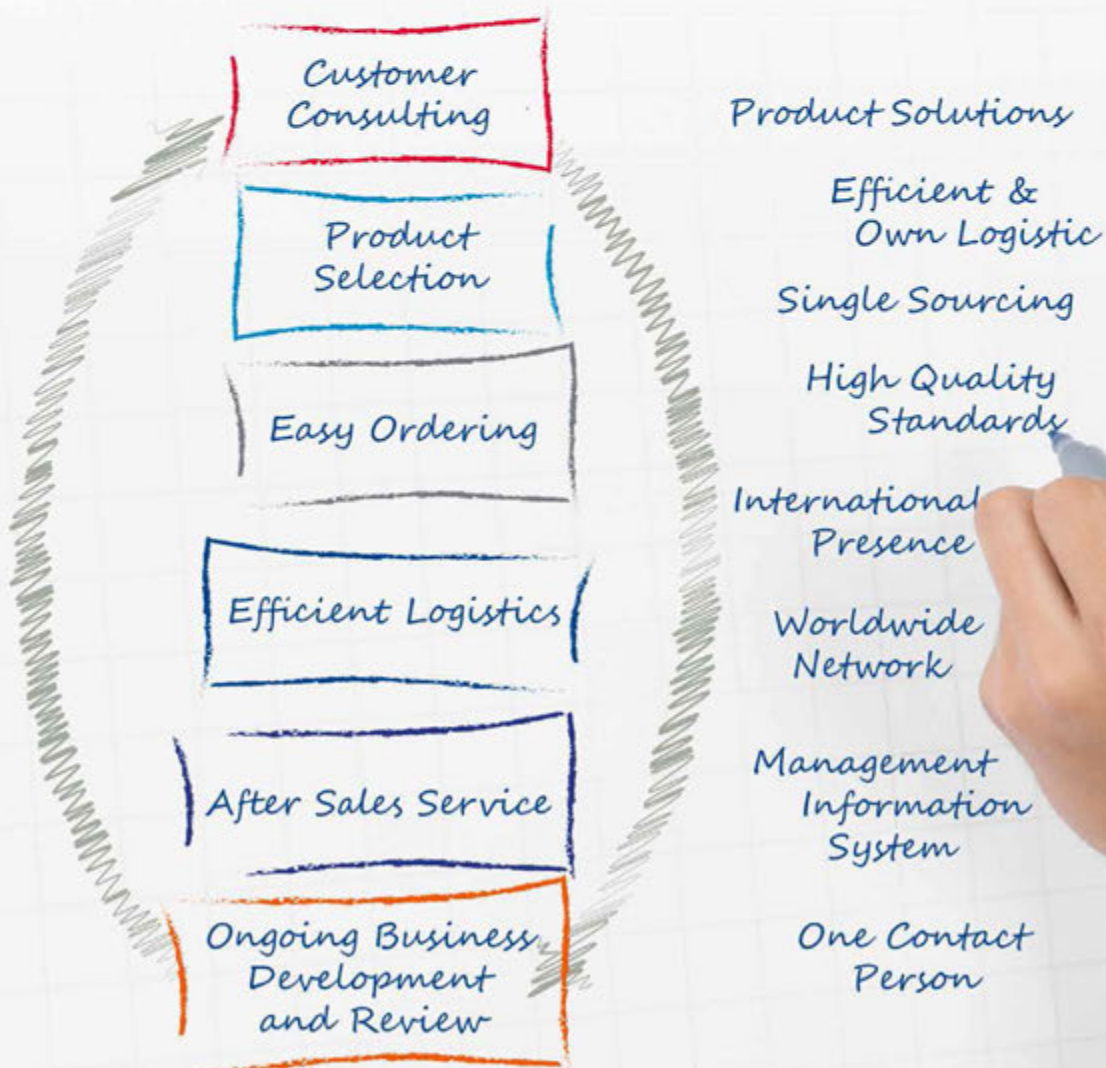 Customer
Consulting
Product
Selection
Easy Ordering
Efficient Logistics
After Sales Service
Ongoing Business
Development
and Review
Product Solutions
Efficient &
Own Logistic
Single Sourcing
High Quality
Standards
International
Presence
Worldwide
Network
Management
Information
System
One Contact
Person